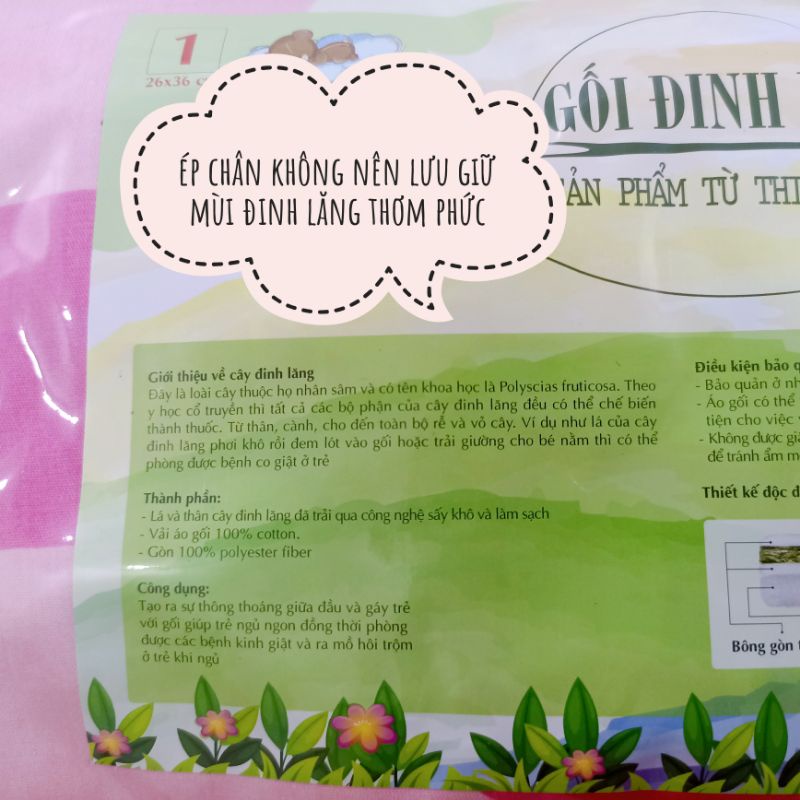 1
26x36
ÉP CHÂN KHÔNG NÊN LƯU GIỮ
MÙI ĐINH LĂNG THƠM PHỨC
GỐI ĐINH
SẢN PHẨM TỪ
Giới thiệu về cây đinh lăng
Đây là loài cây thuộc họ nhân sâm và có tên khoa học là Polyscias fruticosa. Theo
y học cổ truyền thì tất cả các bộ phận của cây đinh lăng đều có thể chế biến
thành thuốc. Từ thân, cành, cho đến toàn bộ rễ và vỏ cây. Ví dụ như lá của cây
đinh lăng phơi khô rồi đem lót vào gối hoặc trải giường cho bé nằm thì có thể
phòng được bệnh co giật ở trẻ
Thành phần:
- Lá và thân cây đinh lăng đã trải qua công nghệ sấy khô và làm sạch
- Vải áo gối 100% cotton.
- Gòn 100% polyester fiber
Công dụng:
Tạo ra sự thông thoáng giữa đầu và gáy trẻ
với gối giúp trẻ ngủ ngon đồng thời phòng
được các bệnh kinh giật và ra mồ hôi trộm
ở trẻ khi ngủ
Điều kiện bảo
- Bảo quản ở
- Áo gối có thể
tiện cho việc
- Không được
để tránh ẩm
Thiết kế độc
Bông gòn